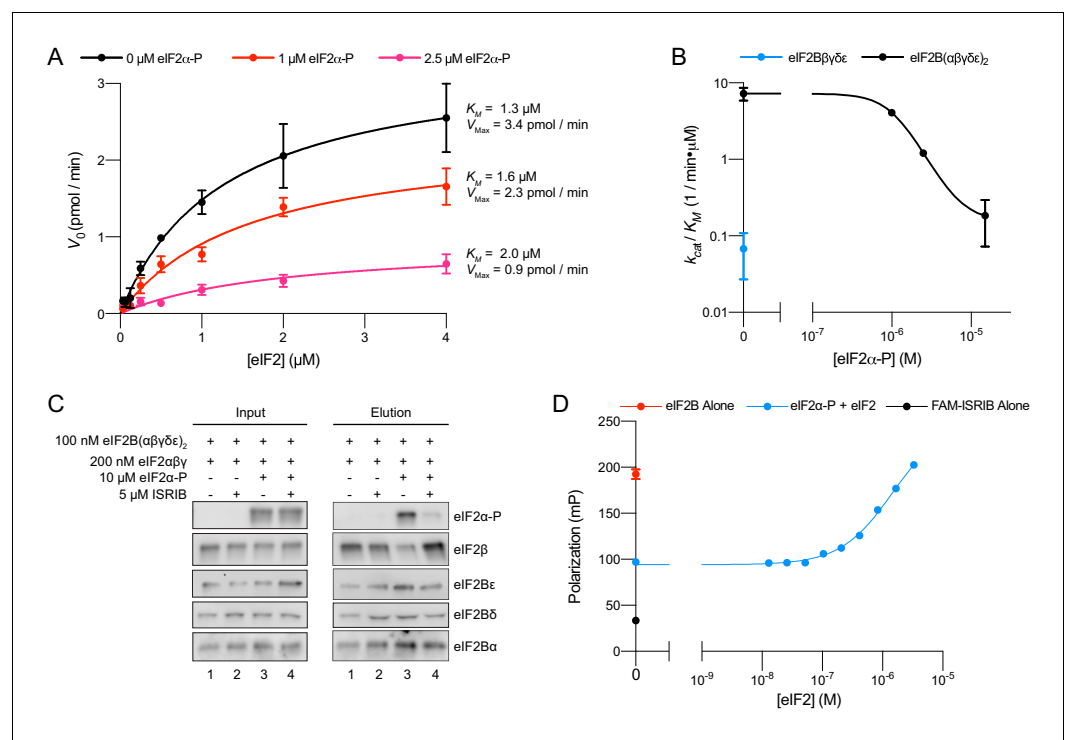 A
0 µM eIF2α-P 1 µM eIF2α-P 2.5 µM eIF2α-P
3
2
1
0
V0 (pmol / min)
KM = 1.3 µM
VMax = 3.4 pmol / min
KM = 1.6 µM
VMax = 2.3 pmol / min
KM = 2.0 µM
VMax = 0.9 pmol / min
0 1 2 3 4
[eIF2] (µM)
B
eIF2Bβγδε eIF2B(αβγδε)2
10
1
0.1
0.01
kcat / KM (1 / min•µM)
0 10-7 10-6 10-5
[eIF2α-P] (M)
C
Input Elution
100 nM eIF2B(αβγδε)2 + + + + + + + +
200 nM eIF2αβγ + + + + + + + +
10 µM eIF2α-P - - + + - - + +
5 µM ISRIB - + - + - + - +
eIF2α-P
eIF2β
eIF2Bε
eIF2Bδ
eIF2Bα
1 2 3 4 1 2 3 4
D
eIF2B Alone eIF2α-P + eIF2 FAM-ISRIB Alone
250
200
150
100
50
0
Polarization (mP)
0 10-9 10-8 10-7 10-6 10-5
[eIF2] (M)